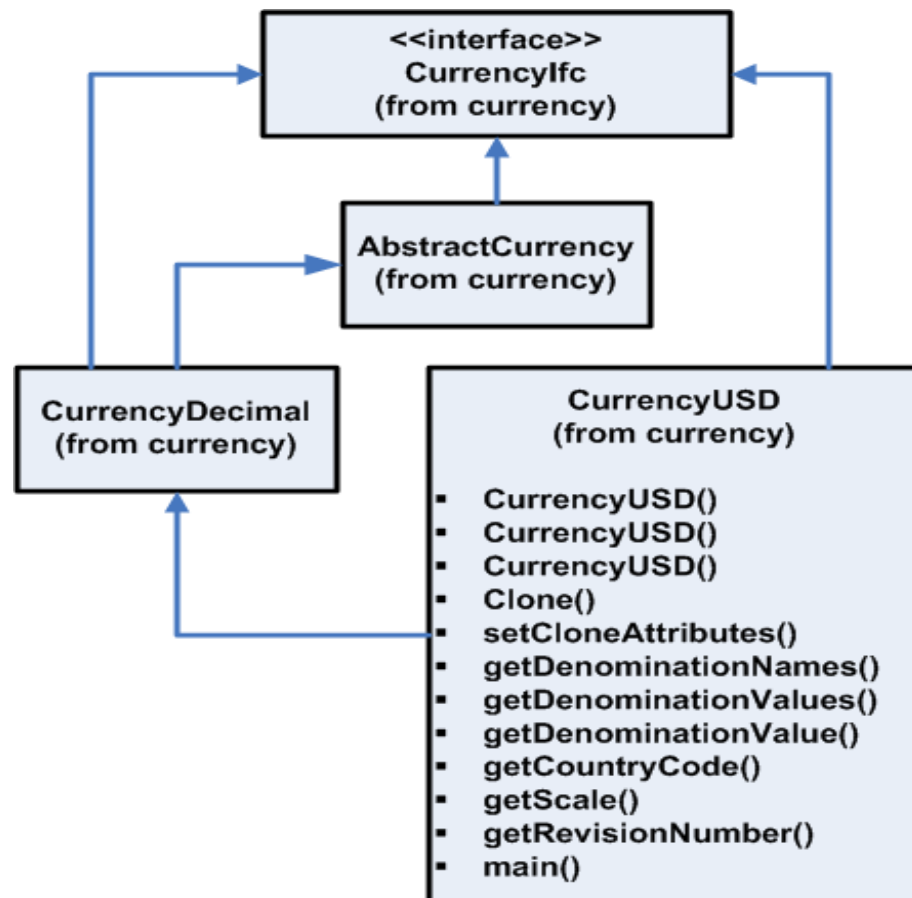 <<interface>>
CurrencyIfc
(from currency)
AbstractCurrency
(from currency)
CurrencyDecimal
(from currency)
CurrencyUSD
(from currency)
▪ CurrencyUSD()
▪ CurrencyUSD()
▪ CurrencyUSD()
▪ Clone()
▪ setCloneAttributes()
▪ getDenominationNames()
▪ getDenominationValues()
▪ getDenominationValue()
▪ getCountryCode()
▪ getScale()
▪ getRevisionNumber()
▪ main()